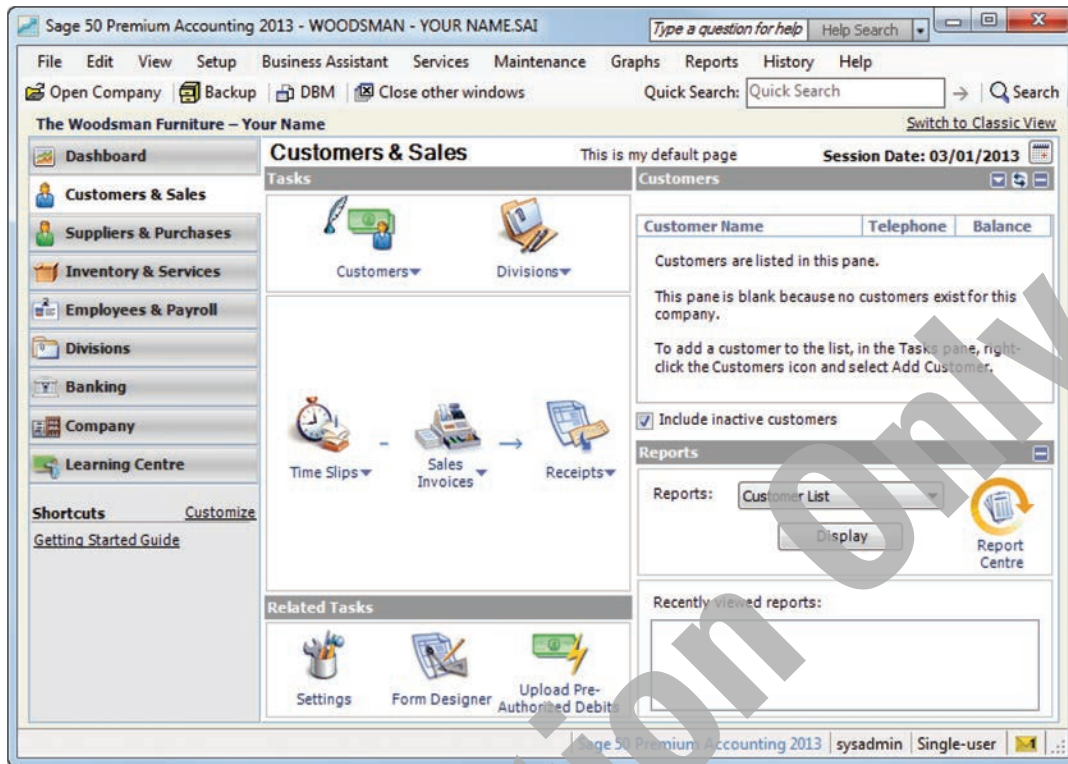 Sage 50 Premium Accounting 2013 - WOODSMAN - YOUR NAME.SAI
Type a question for help Help Search
File Edit View Setup Business Assistant Services Maintenance Graphs Reports History Help
Open Company Backup DBM Close other windows Quick Search: Quick Search Search
The Woodsman Furniture – Your Name Switch to Classic View
Dashboard
Customers & Sales
Suppliers & Purchases
Inventory & Services
Employees & Payroll
Divisions
Banking
Company
Learning Centre
Shortcuts Customize
Getting Started Guide
Customers & Sales This is my default page Session Date: 03/01/2013
Tasks
Customers Divisions
Time Slips Sales Invoices Receipts
Related Tasks
Settings Form Designer Upload Pre-Authorized Debits
Customers
Customer Name Telephone Balance
Customers are listed in this pane.
This pane is blank because no customers exist for this
company.
To add a customer to the list, in the Tasks pane, right-
click the Customers icon and select Add Customer.
Include inactive customers
Reports
Reports: Customer List
Display
Report
Centre
Recently viewed reports:
Sage 50 Premium Accounting 2013 sysadmin Single-user 1
ion Only